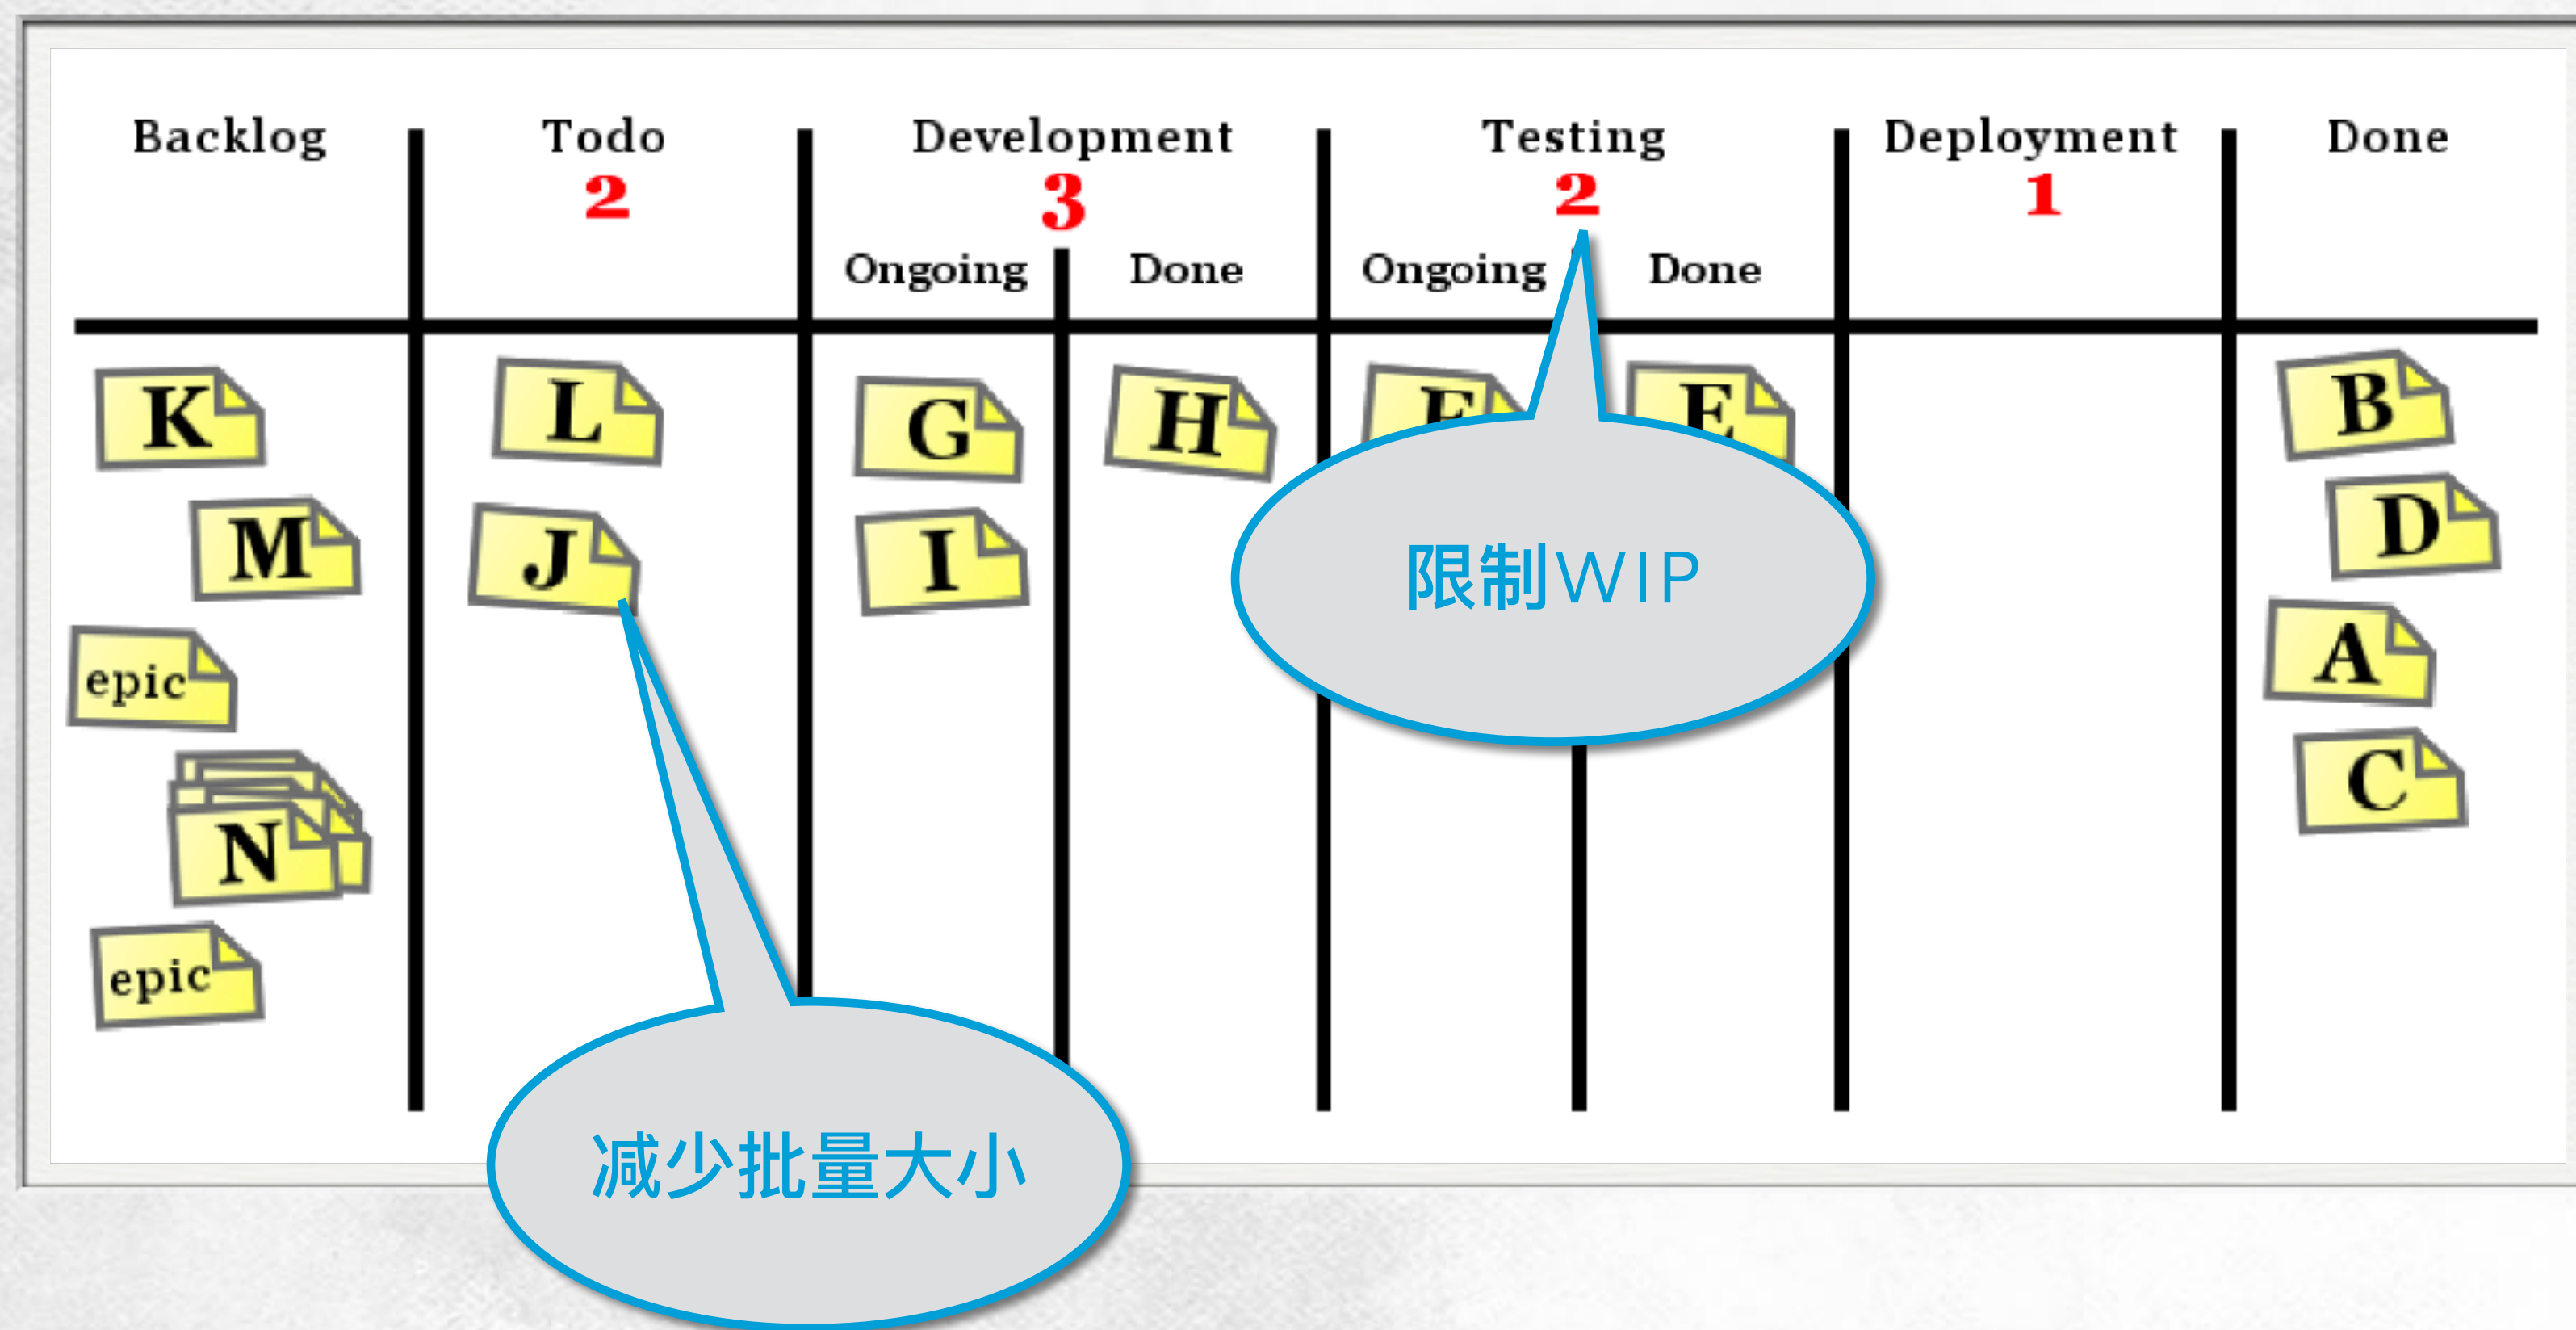 Backlog
Todo
2
Development
3
Ongoing
Done
Testing
2
Ongoing
Done
Deployment
1
Done
K
M
epic
N
epic
L
J
G
I
H
E
B
D
A
C
限制WIP
减少批量大小